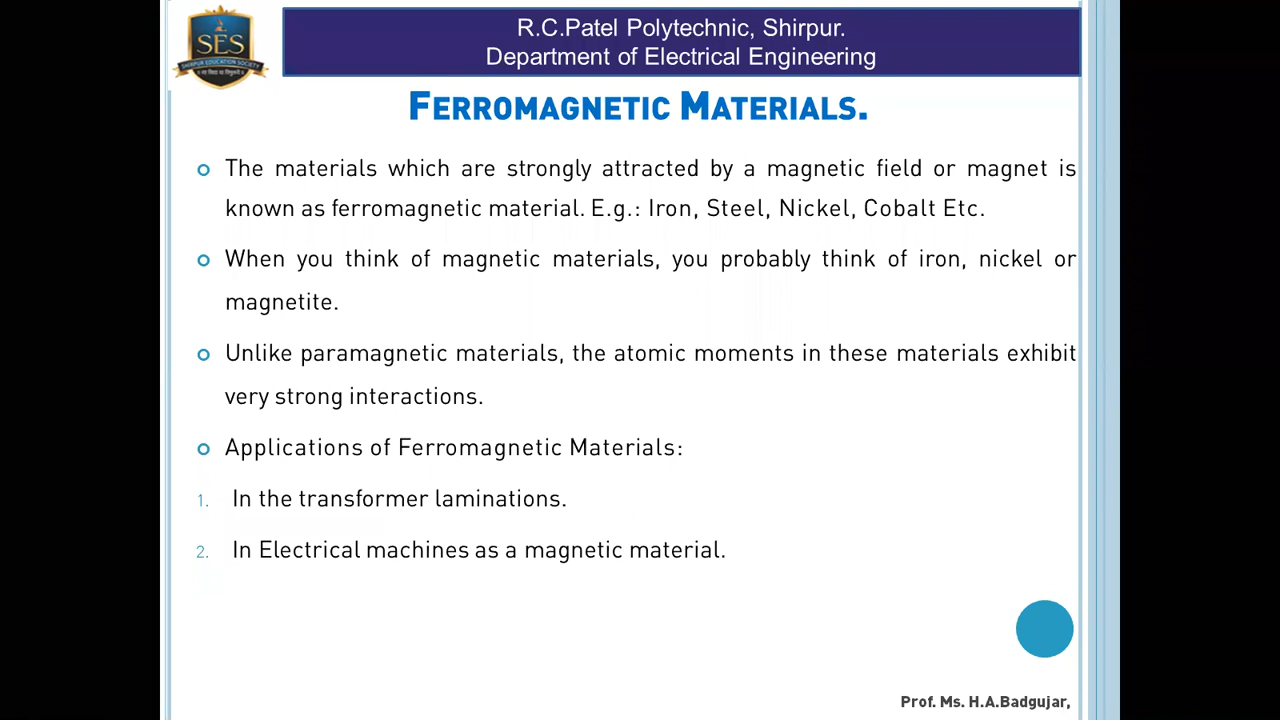 R.C.Patel Polytechnic, Shirpur.
Department of Electrical Engineering
SES
SHIRPUR EDUCATION SOCIETY
FERROMAGNETIC MATERIALS.
The materials which are strongly attracted by a magnetic field or magnet is
known as ferromagnetic material. E.g.: Iron, Steel, Nickel, Cobalt Etc.
When you think of magnetic materials, you probably think of iron, nickel or
magnetite.
Unlike paramagnetic materials, the atomic moments in these materials exhibit
very strong interactions.
Applications of Ferromagnetic Materials:
1. In the transformer laminations.
2. In Electrical machines as a magnetic material.
Prof. Ms. H.A.Badgujar,